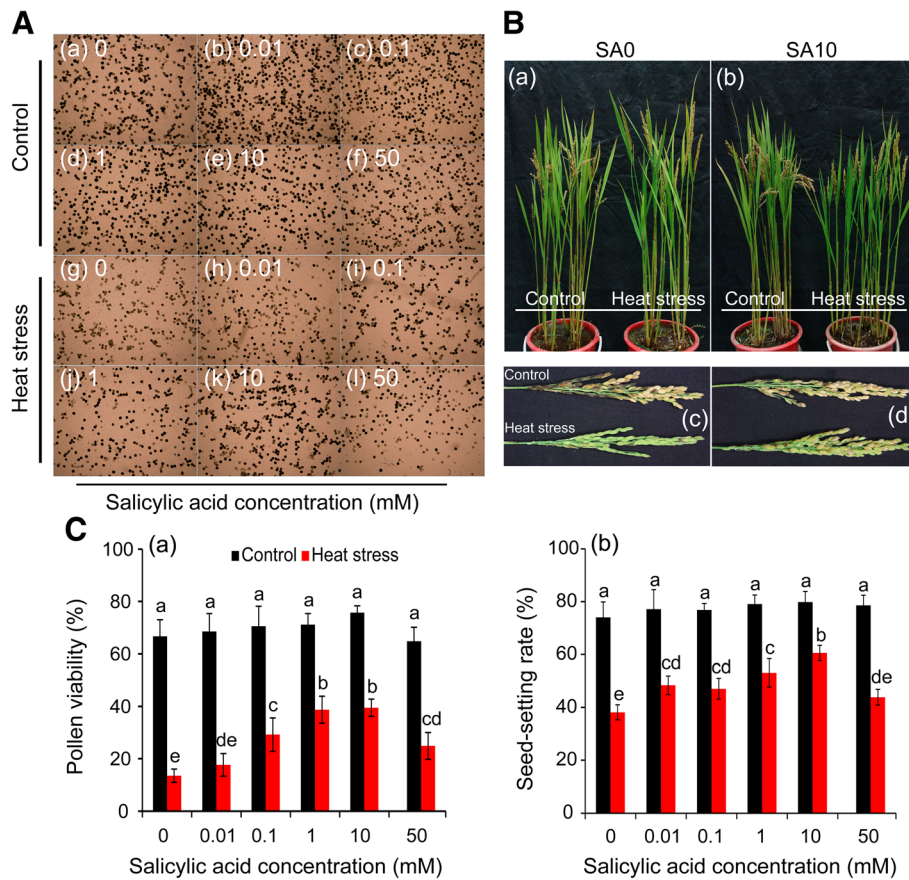 A
(a) 0
(b) 0.01
(c) 0.1
(d) 1
(e) 10
(f) 50
Control
(g) 0
(h) 0.01
(i) 0.1
(j) 1
(k) 10
(l) 50
Heat stress
Salicylic acid concentration (mM)
B
SA0
SA10
(a)
(b)
Control
Heat stress
Control
Heat stress
Control
Heat stress
(c)
(d)
C
(a)
Control
Heat stress
Pollen viability (%)
100
80
60
40
20
0
a
a
a
a
a
a
e
de
c
b
b
cd
0 0.01 0.1 1 10 50
Salicylic acid concentration (mM)
(b)
Seed-setting rate (%)
100
80
60
40
20
0
a
a
a
a
a
a
e
cd
cd
c
b
de
0 0.01 0.1 1 10 50
Salicylic acid concentration (mM)